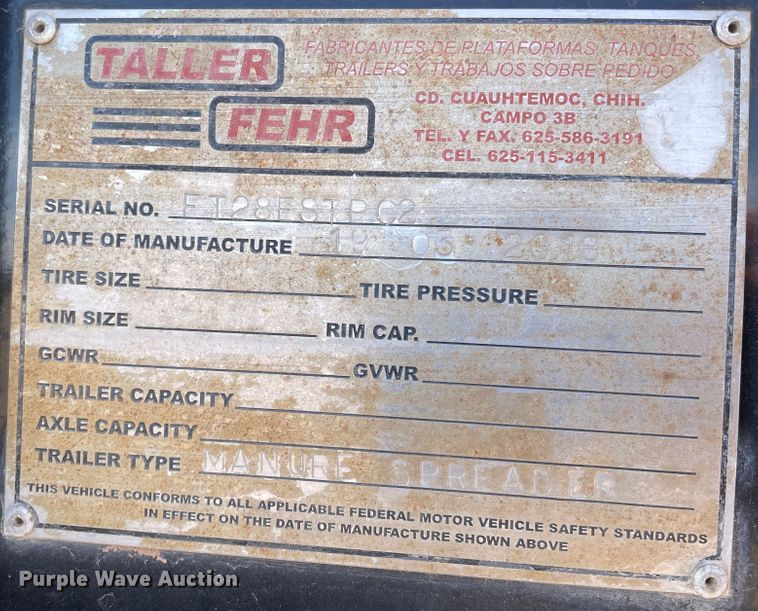 TALLER
FEHR
FABRICANTES DE PLATAFORMAS, TANQUES,
TRAILERS Y TRABAJOS SOBRE PEDIDO
CD. CUAUHTEMOC, CHIH.
CAMPO 3B
TEL. Y FAX. 625-586-3191
CEL. 625-115-3411
SERIAL NO.
DATE OF MANUFACTURE 19 03 2018
TIRE SIZE TIRE PRESSURE
RIM SIZE RIM CAP.
GCWR GVWR
TRAILER CAPACITY
AXLE CAPACITY
TRAILER TYPE MANURE SPREADER
THIS VEHICLE CONFORMS TO ALL APPLICABLE FEDERAL MOTOR VEHICLE SAFETY STANDARDS
IN EFFECT ON THE DATE OF MANUFACTURE SHOWN ABOVE
Purple Wave Auction